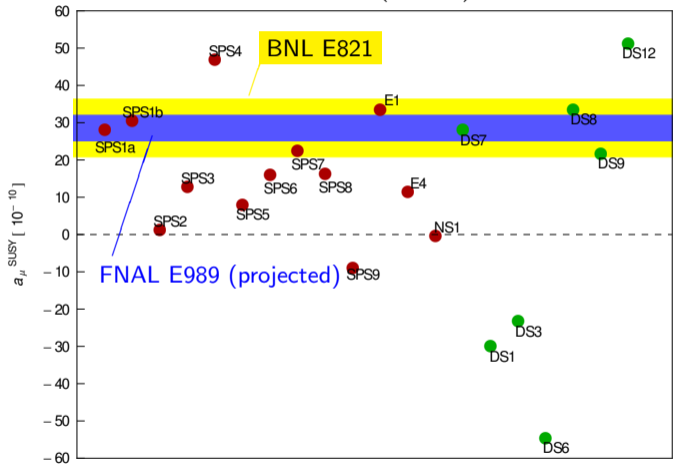 60
50
40
30
20
10
0
− 10
− 20
− 30
− 40
− 50
− 60
a_μ^SUSY [ 10^− 10 ]
BNL E821
FNAL E989 (projected)
SPS1a
SPS1b
SPS2
SPS3
SPS4
SPS5
SPS6
SPS7
SPS8
SPS9
E1
E4
NS1
DS7
DS1
DS3
DS6
DS8
DS9
DS12